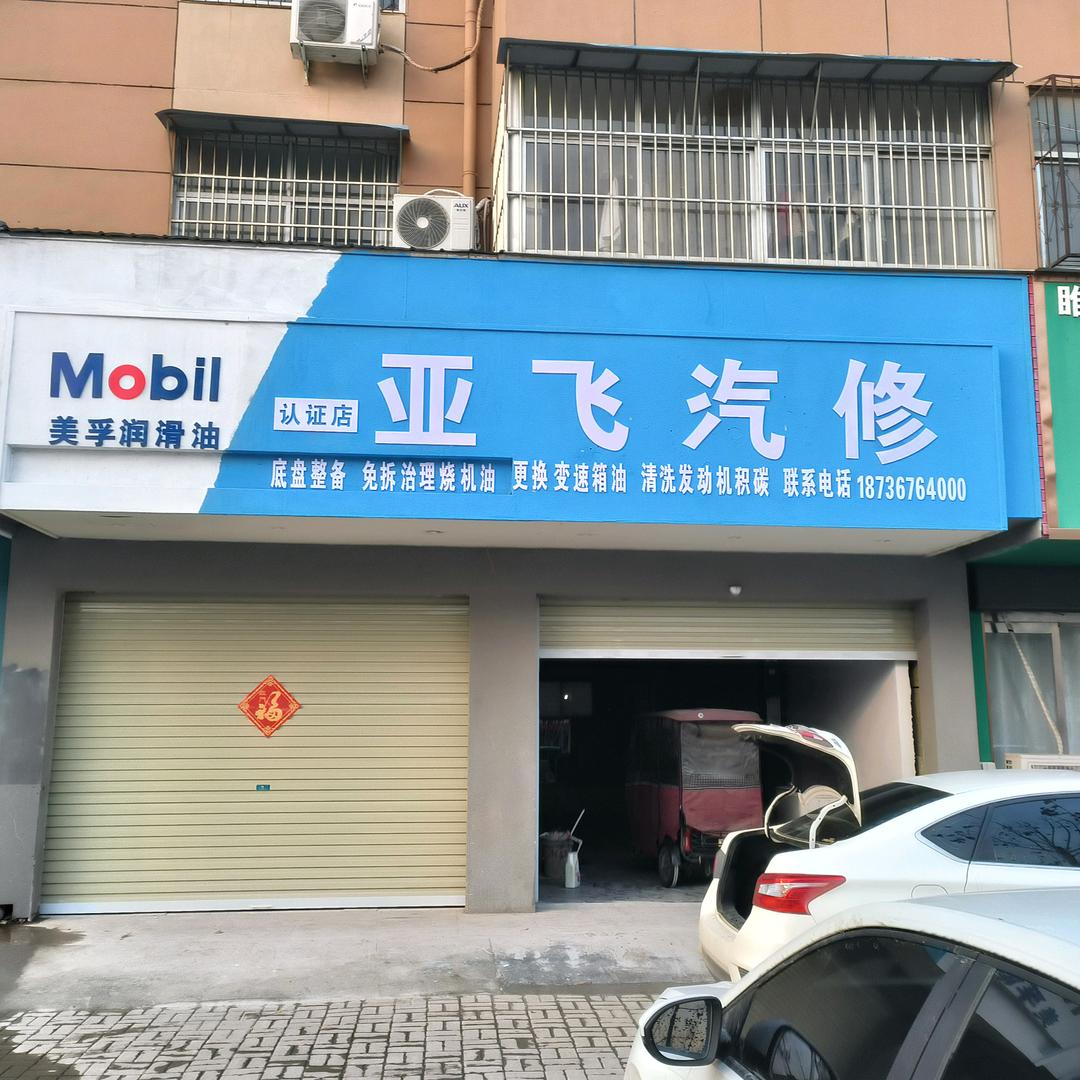 AUX
Mobil
美孚润滑油
认证店
亚飞汽修
底盘整备 免拆治理烧机油 更换变速箱油 清洗发动机积碳 联系电话 18736764000
睢
福